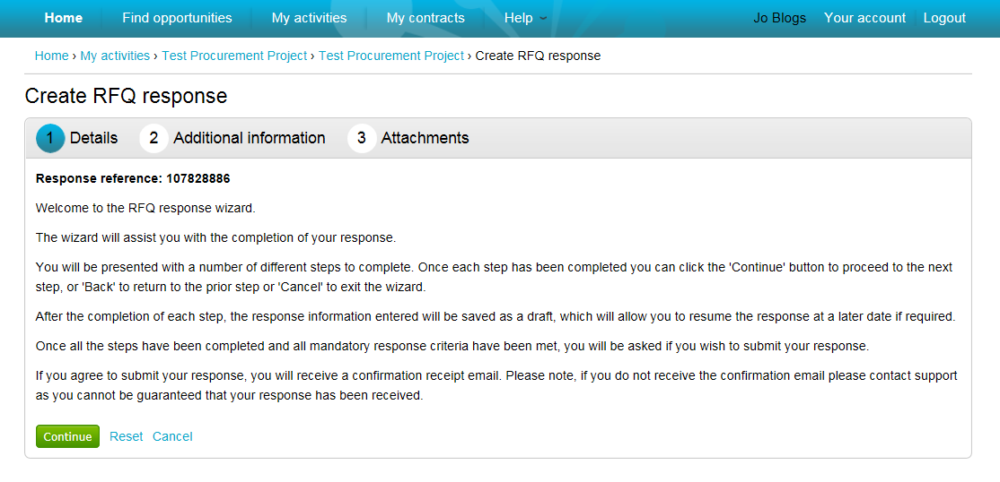 Home Find opportunities My activities My contracts Help Jo Blogs Your account Logout
Home › My activities › Test Procurement Project › Test Procurement Project › Create RFQ response
Create RFQ response
1 Details 2 Additional information 3 Attachments
Response reference: 107828886
Welcome to the RFQ response wizard.
The wizard will assist you with the completion of your response.
You will be presented with a number of different steps to complete. Once each step has been completed you can click the 'Continue' button to proceed to the next
step, or 'Back' to return to the prior step or 'Cancel' to exit the wizard.
After the completion of each step, the response information entered will be saved as a draft, which will allow you to resume the response at a later date if required.
Once all the steps have been completed and all mandatory response criteria have been met, you will be asked if you wish to submit your response.
If you agree to submit your response, you will receive a confirmation receipt email. Please note, if you do not receive the confirmation email please contact support
as you cannot be guaranteed that your response has been received.
Continue Reset Cancel